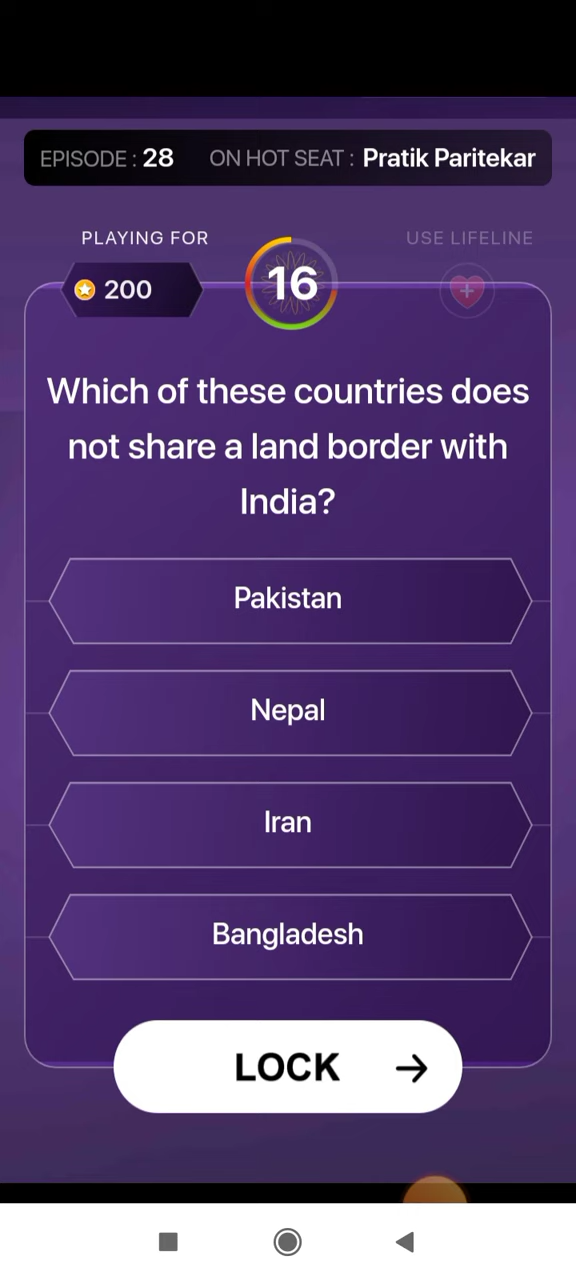 EPISODE : 28 ON HOT SEAT : Pratik Paritekar
PLAYING FOR
USE LIFELINE
200
16
Which of these countries does
not share a land border with
India?
Pakistan
Nepal
Iran
Bangladesh
LOCK